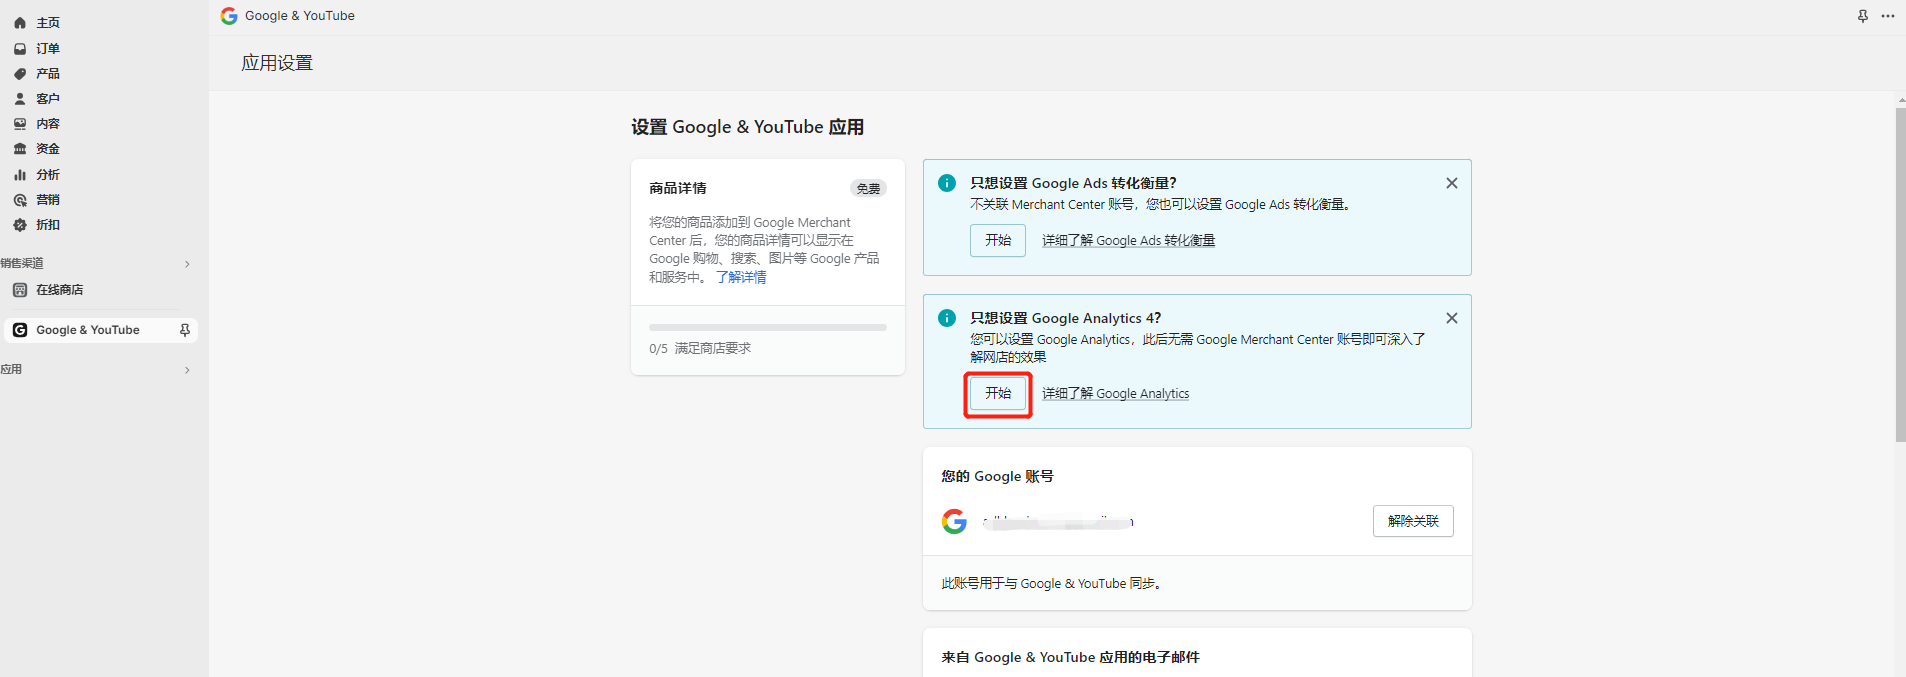 主页
订单
产品
客户
内容
资金
分析
营销
折扣
销售渠道
在线商店
Google & YouTube
应用
Google & YouTube
应用设置
设置 Google & YouTube 应用
商品详情
免费
将您的商品添加到 Google Merchant
Center 后，您的商品详情可以显示在
Google 购物、搜索、图片等 Google 产品
和服务中。 了解详情
0/5 满足商店要求
只想设置 Google Ads 转化衡量?
不关联 Merchant Center 账号，您也可以设置 Google Ads 转化衡量。
开始 详细了解 Google Ads 转化衡量
只想设置 Google Analytics 4?
您可以设置 Google Analytics，此后无需 Google Merchant Center 账号即可深入了
解网店的效果
开始 详细了解 Google Analytics
您的 Google 账号
解除关联
此账号用于与 Google & YouTube 同步。
来自 Google & YouTube 应用的电子邮件